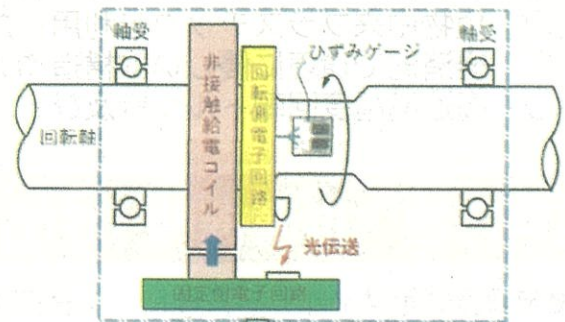 軸受
軸受
ひずみゲージ
非接触給電コイル
回転側電子回路
回転軸
光伝送
固定側電子回路